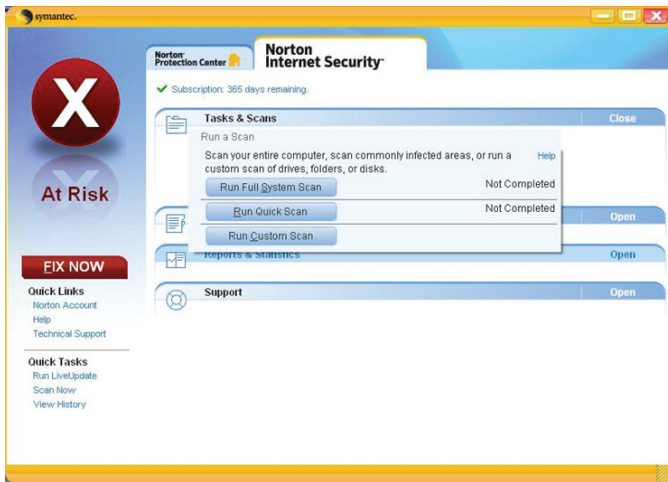 symantec.
Norton™
Protection Center
Norton
Internet Security™
Subscription: 365 days remaining.
X
At Risk
FIX NOW
Quick Links
Norton Account
Help
Technical Support
Quick Tasks
Run LiveUpdate
Scan Now
View History
Tasks & Scans
Close
Run a Scan
Scan your entire computer, scan commonly infected areas, or run a
custom scan of drives, folders, or disks.
Help
Run Full System Scan
Not Completed
Run Quick Scan
Not Completed
Run Custom Scan
Open
Reports & Statistics
Open
Support
Open